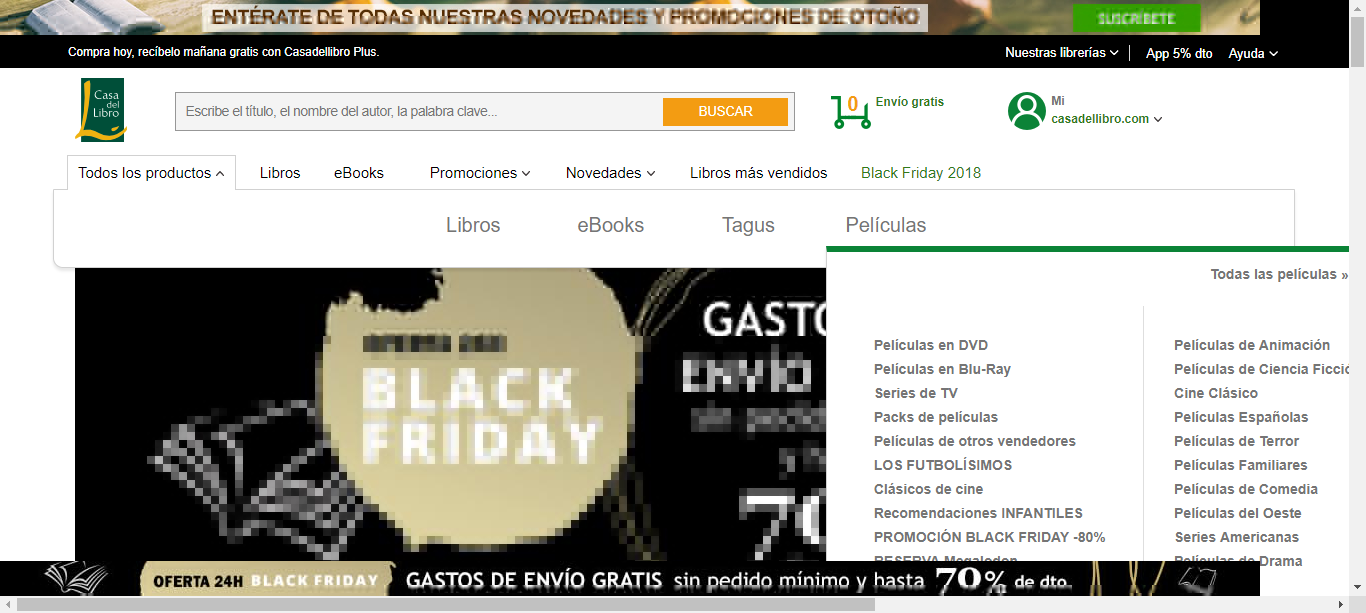 ENTÉRATE DE TODAS NUESTRAS NOVEDADES Y PROMOCIONES DE OTOÑO
SUSCRÍBETE
Compra hoy, recíbelo mañana gratis con Casadellibro Plus.
Nuestras librerías
App 5% dto
Ayuda
Casa del Libro
Escribe el título, el nombre del autor, la palabra clave...
BUSCAR
0
Envío gratis
Mi
casadellibro.com
Todos los productos
Libros
eBooks
Promociones
Novedades
Libros más vendidos
Black Friday 2018
Libros
eBooks
Tagus
Películas
Todas las películas »
OFERTA 24H
BLACK
FRIDAY
GASTO
ENVÍO
70
Películas en DVD
Películas en Blu-Ray
Series de TV
Packs de películas
Películas de otros vendedores
LOS FUTBOLÍSIMOS
Clásicos de cine
Recomendaciones INFANTILES
PROMOCIÓN BLACK FRIDAY -80%
RESERVA Megalodon
Películas de Animación
Películas de Ciencia Ficció
Cine Clásico
Películas Españolas
Películas de Terror
Películas Familiares
Películas de Comedia
Películas del Oeste
Series Americanas
Películas de Drama
OFERTA 24H BLACK FRIDAY
GASTOS DE ENVÍO GRATIS sin pedido mínimo y hasta 70% de dto.